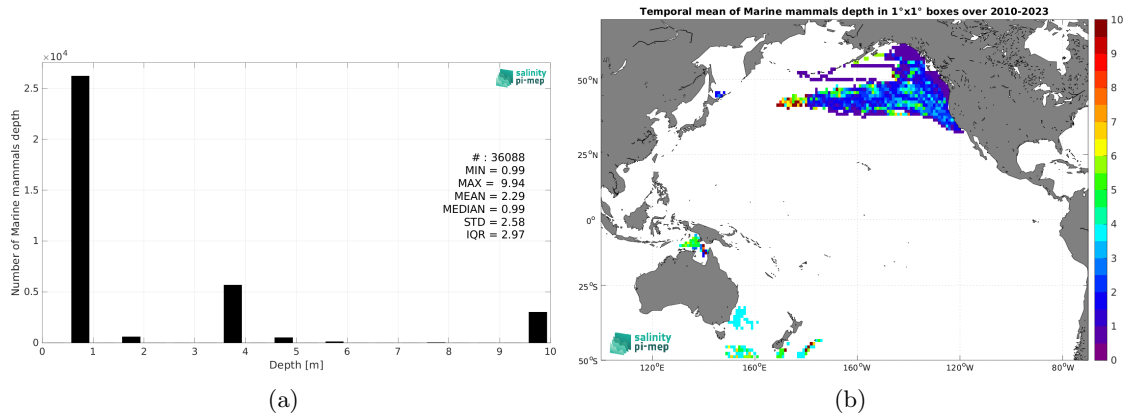 ×10⁴
2.5
2
1.5
1
0.5
0
Number of Marine mammals depth
salinity
pi-mep
# : 36088
MIN = 0.99
MAX = 9.94
MEAN = 2.29
MEDIAN = 0.99
STD = 2.58
IQR = 2.97
0 1 2 3 4 5 6 7 8 9 10
Depth [m]
(a)
Temporal mean of Marine mammals depth in 1°x1° boxes over 2010-2023
50°N
25°N
0°
25°S
50°S
salinity
pi-mep
120°E 160°E 160°W 120°W 80°W
10
9
8
7
6
5
4
3
2
1
0
(b)